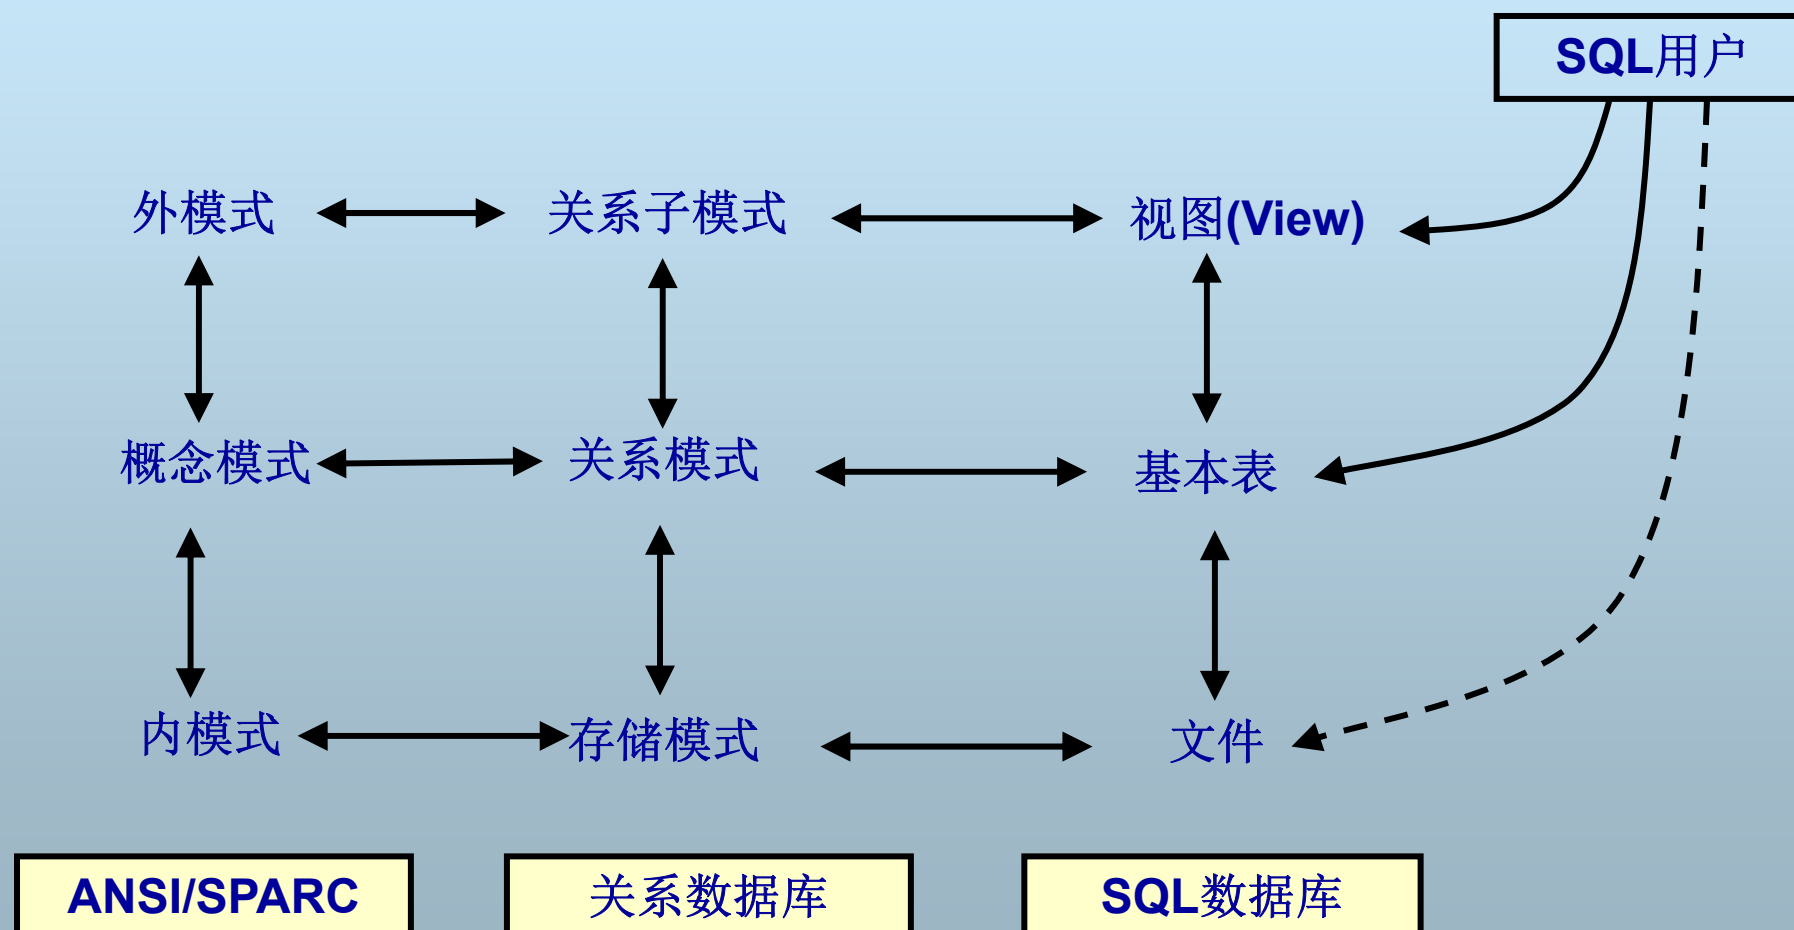 SQL用户
外模式
关系子模式
视图(View)
概念模式
关系模式
基本表
内模式
存储模式
文件
ANSI/SPARC
关系数据库
SQL数据库